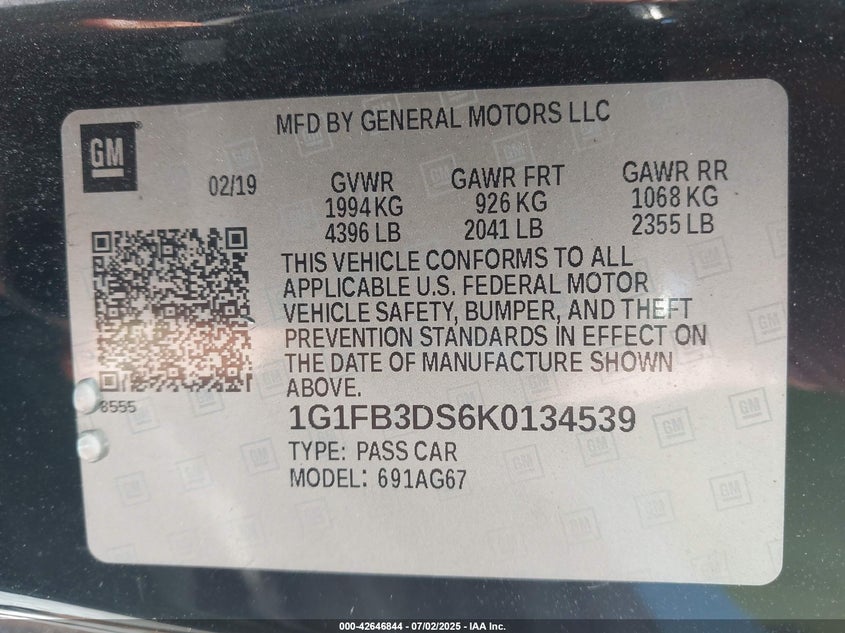 MFD BY GENERAL MOTORS LLC
GM
02/19
GVWR GAWR FRT GAWR RR
1994 KG 926 KG 1068 KG
4396 LB 2041 LB 2355 LB
THIS VEHICLE CONFORMS TO ALL
APPLICABLE U.S. FEDERAL MOTOR
VEHICLE SAFETY, BUMPER, AND THEFT
PREVENTION STANDARDS IN EFFECT ON
THE DATE OF MANUFACTURE SHOWN
ABOVE.
8555
1G1FB3DS6K0134539
TYPE: PASS CAR
MODEL: 691AG67
000-42646844 / 07/02/2025 - IAA Inc.